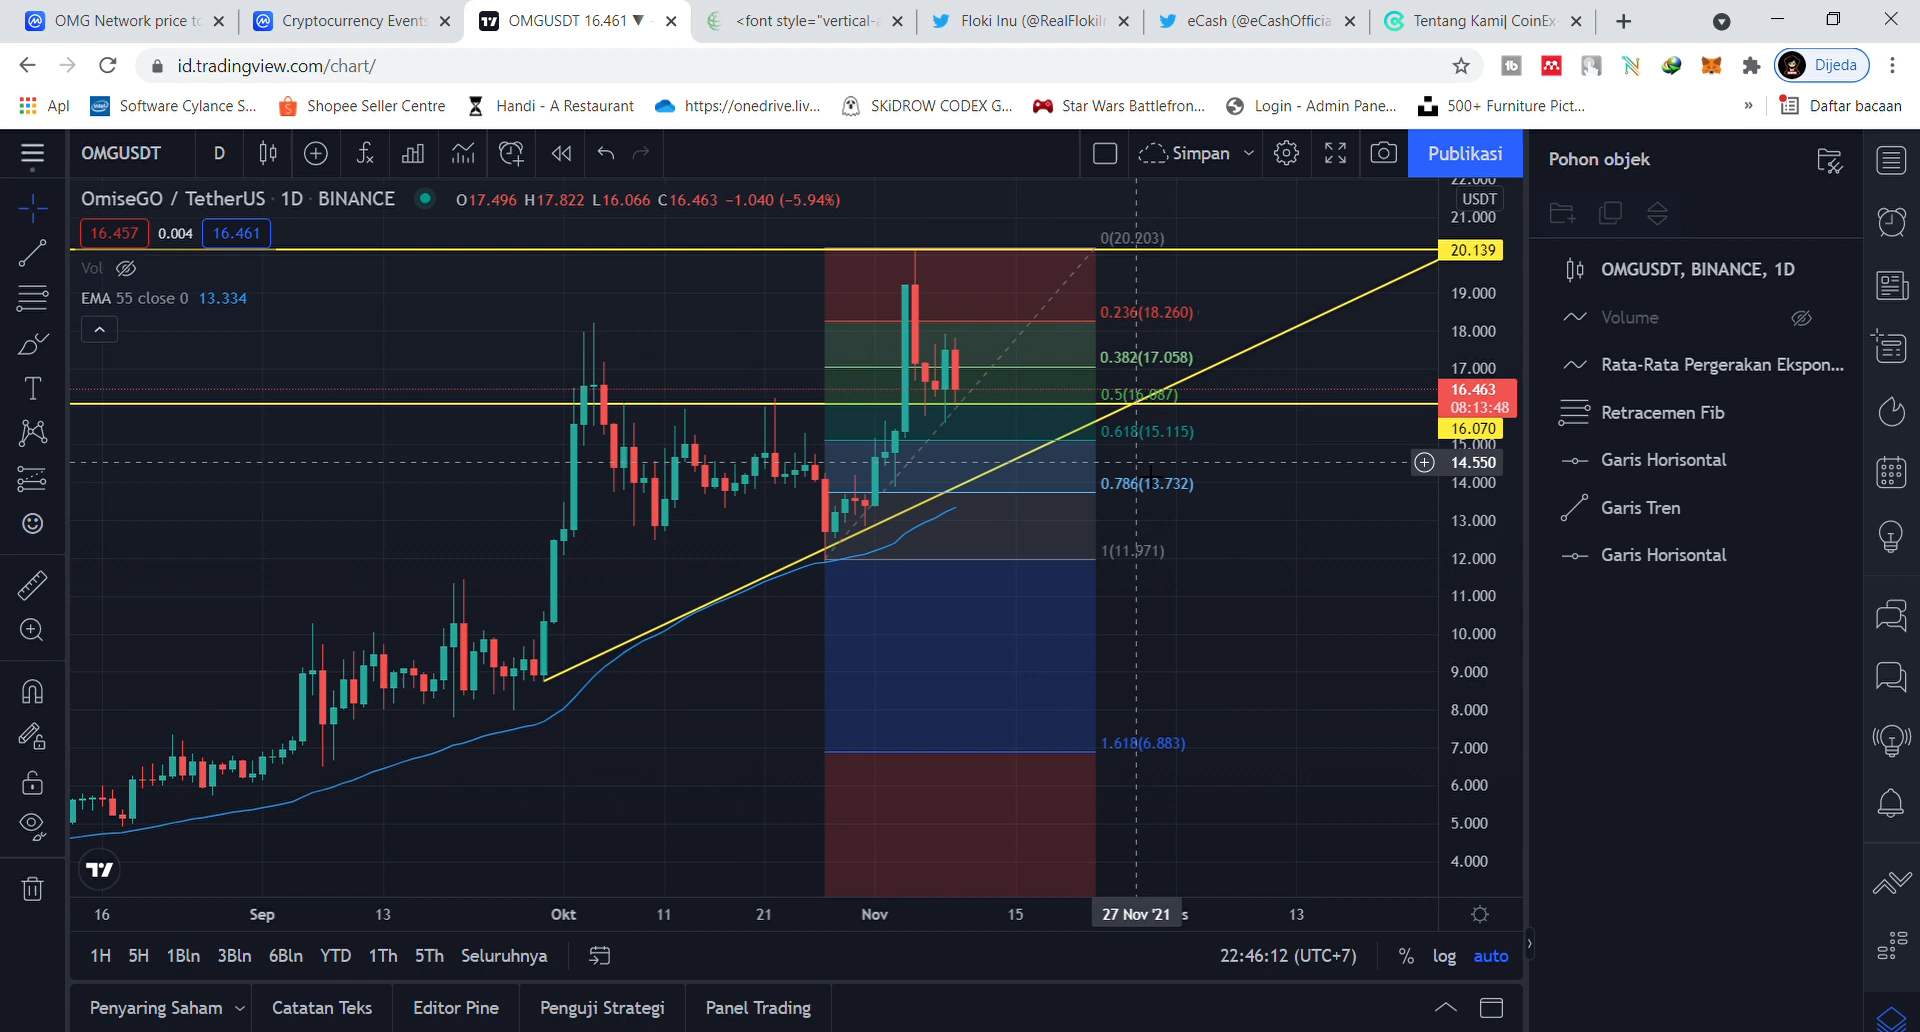 OMG Network price to
Cryptocurrency Events
OMGUSDT 16.461 ▼
<font style="vertical-a
Floki Inu (@RealFlokiI
eCash (@eCashOfficia
Tentang Kami| CoinEx
id.tradingview.com/chart/
Dijeda
Apl
Software Cylance S...
Shopee Seller Centre
Handi - A Restaurant
https://onedrive.liv...
SKiDROW CODEX G...
Star Wars Battlefron...
Login - Admin Pane...
500+ Furniture Pict...
»
Daftar bacaan
OMGUSDT
D
Simpan
Publikasi
Pohon objek
OmiseGO / TetherUS · 1D · BINANCE
O17.496 H17.822 L16.066 C16.463 −1.040 (−5.94%)
16.457 0.004 16.461
Vol
EMA 55 close 0 13.334
22.000
USDT
21.000
20.139
19.000
18.000
17.000
16.463
08:13:48
16.070
15.000
14.550
14.000
13.000
12.000
11.000
10.000
9.000
8.000
7.000
6.000
5.000
4.000
0(20.203)
0.236(18.260)
0.382(17.058)
0.5(16.087)
0.618(15.115)
0.786(13.732)
1(11.971)
1.618(6.883)
OMGUSDT, BINANCE, 1D
Volume
Rata-Rata Pergerakan Ekspon...
Retracemen Fib
Garis Horisontal
Garis Tren
Garis Horisontal
16 Sep 13 Okt 11 21 Nov 15 27 Nov '21 s 13
1H 5H 1Bln 3Bln 6Bln YTD 1Th 5Th Seluruhnya
22:46:12 (UTC+7) % log auto
Penyaring Saham Catatan Teks Editor Pine Penguji Strategi Panel Trading